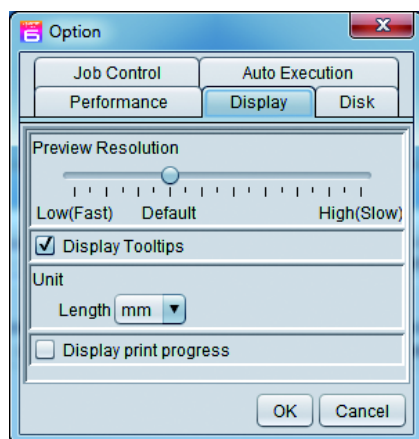 6 Option
Job Control Auto Execution
Performance Display Disk
Preview Resolution
Low(Fast) Default High(Slow)
Display Tooltips
Unit
Length mm
Display print progress
OK Cancel